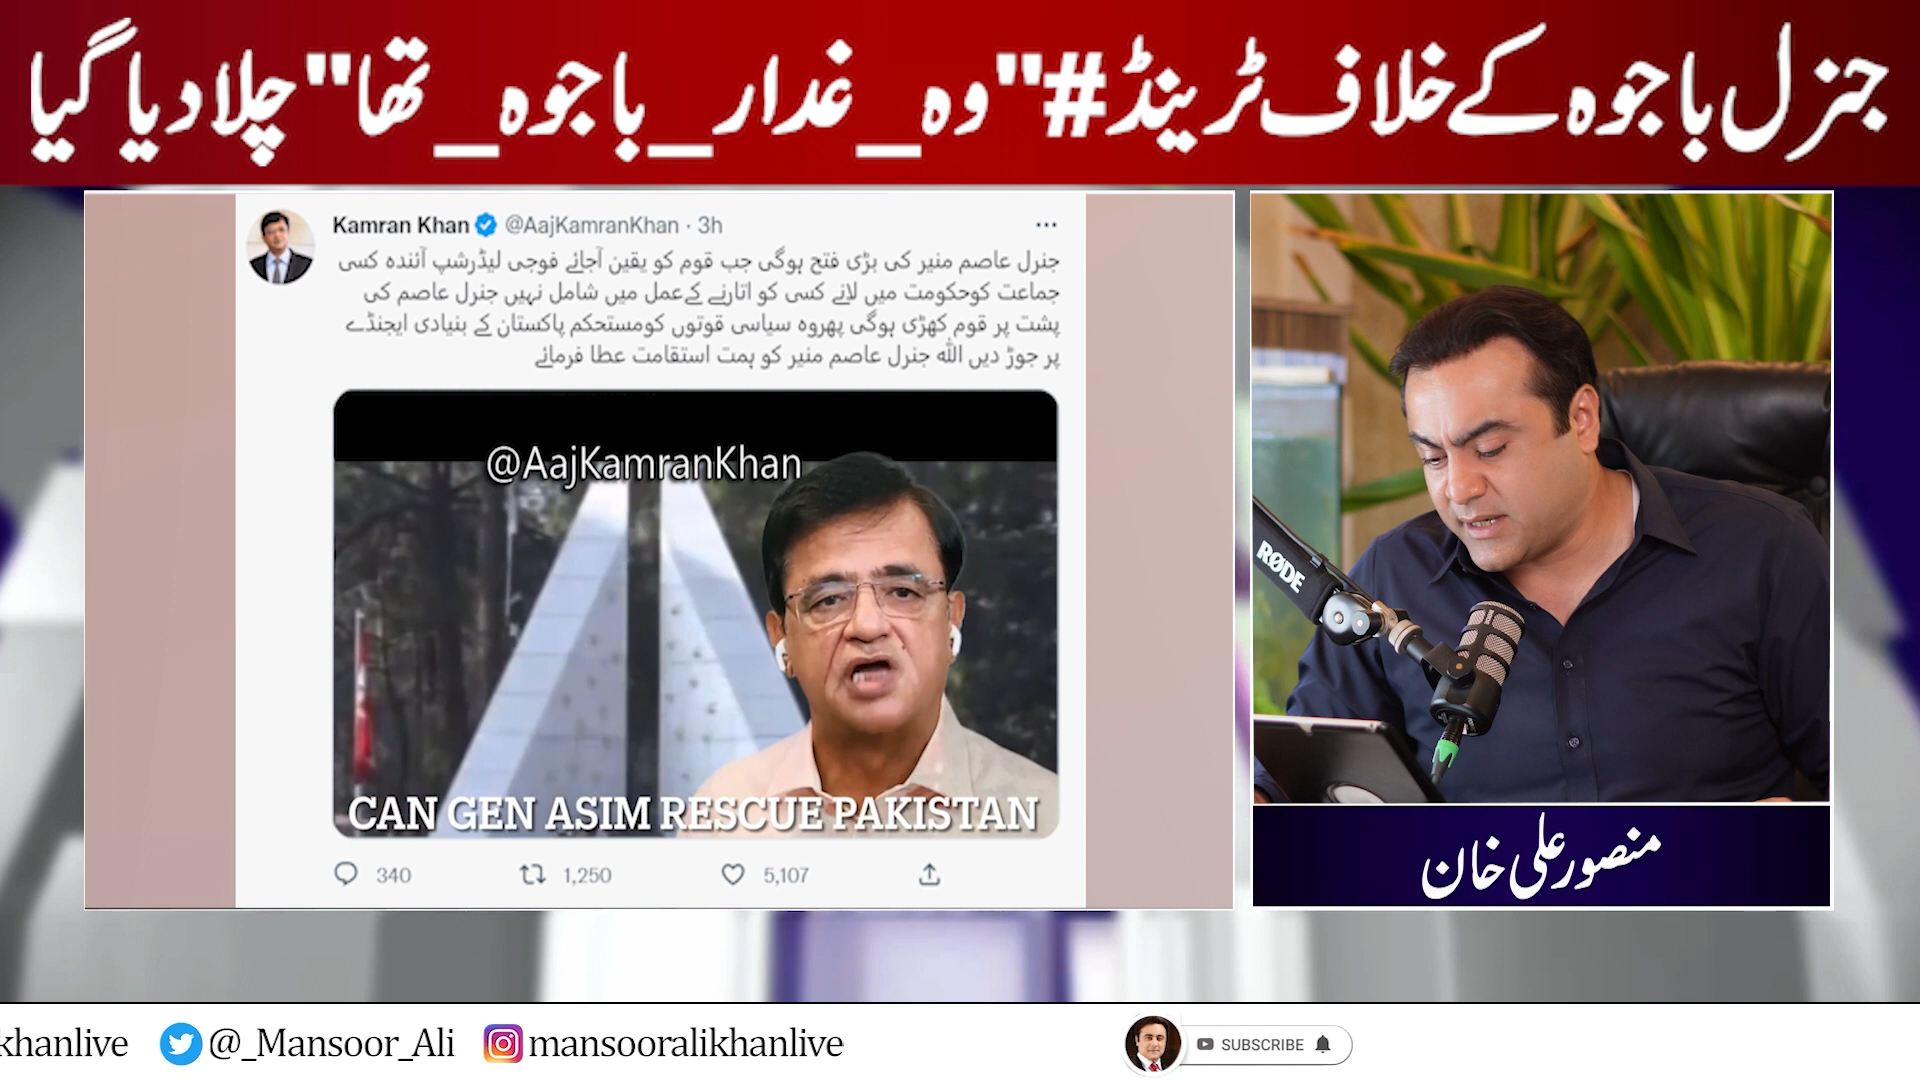 جنرل باجوہ کے خلاف ٹرینڈ #"وہ_غدار_باجوہ_تھا" چلا دیا گیا
Kamran Khan @AajKamranKhan · 3h
جنرل عاصم منیر کی بڑی فتح ہوگی جب قوم کو یقین آجائے فوجی لیڈرشپ آئندہ کسی
جماعت کوحکومت میں لانے کسی کو اتارنے کےعمل میں شامل نہیں جنرل عاصم کی
پشت پر قوم کھڑی ہوگی پھروہ سیاسی قوتوں کومستحکم پاکستان کے بنیادی ایجنڈے
پر جوڑ دیں اللہ جنرل عاصم منیر کو ہمت استقامت عطا فرمائے
@AajKamranKhan
CAN GEN ASIM RESCUE PAKISTAN
340 1,250 5,107
RØDE
منصور علی خان
khanlive @_Mansoor_Ali mansooralikhanlive SUBSCRIBE